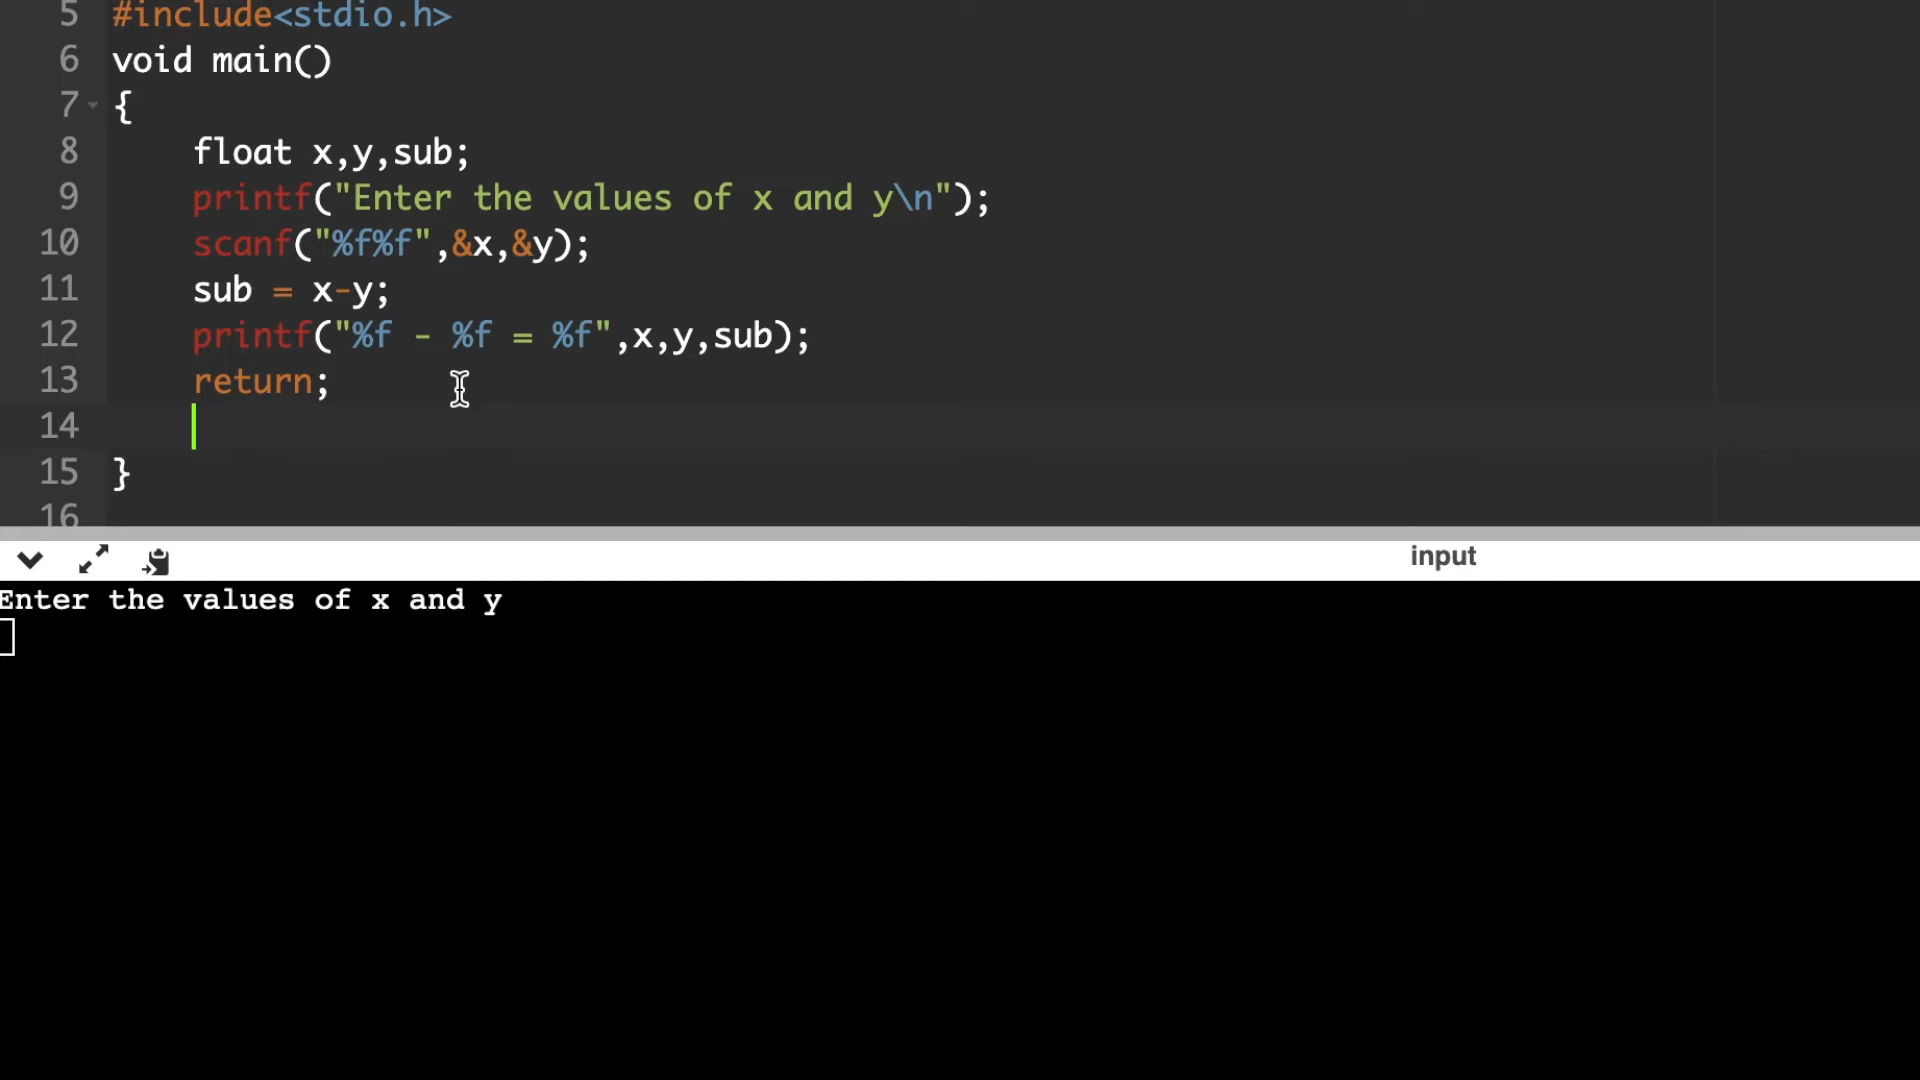 5 #include<stdio.h>
6 void main()
7 {
8 float x,y,sub;
9 printf("Enter the values of x and y\n");
10 scanf("%f%f",&x,&y);
11 sub = x-y;
12 printf("%f - %f = %f",x,y,sub);
13 return;
14
15 }
16
input
Enter the values of x and y